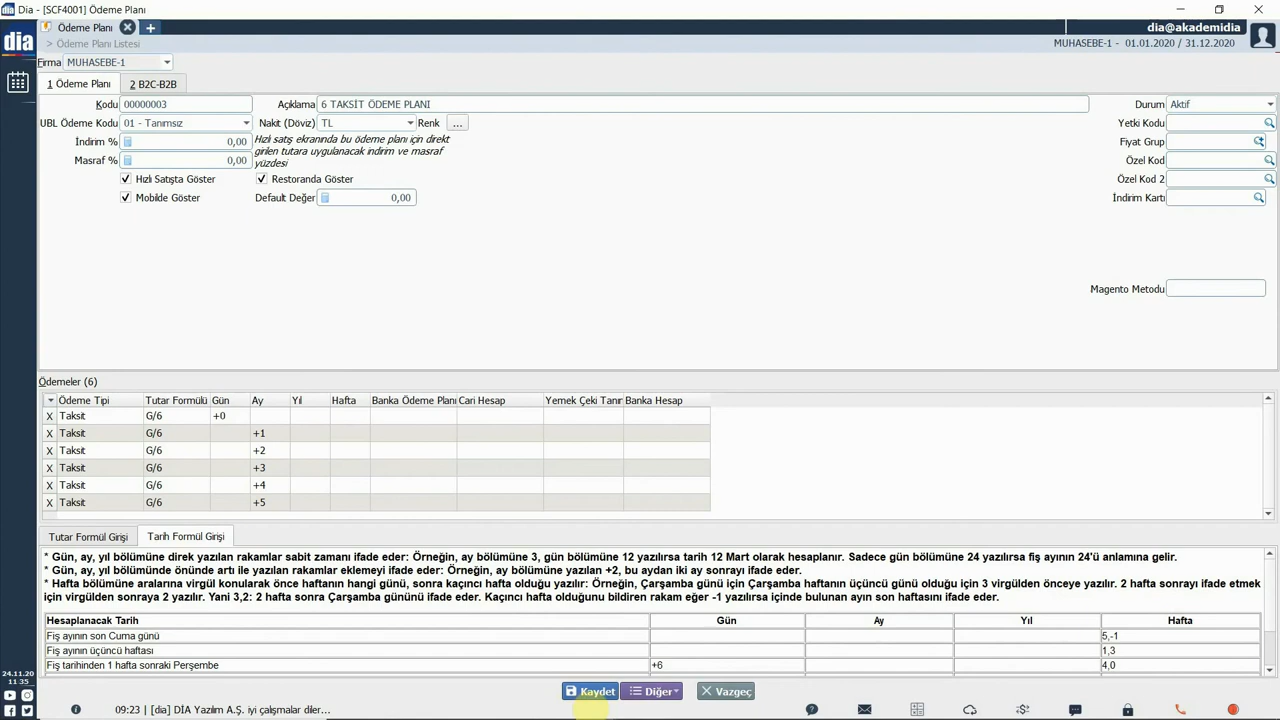 Dia - [SCF4001] Ödeme Planı
dia
Ödeme Planı
dia@akademidia
> Ödeme Planı Listesi
MUHASEBE-1 - 01.01.2020 / 31.12.2020
Firma MUHASEBE-1
1 Ödeme Planı 2 B2C-B2B
Kodu 00000003 Açıklama 6 TAKSİT ÖDEME PLANI Durum Aktif
UBL Ödeme Kodu 01 - Tanımsız Nakit (Döviz) TL Renk ... Yetki Kodu
İndirim % 0,00 Hızlı satış ekranında bu ödeme planı için direkt Fiyat Grup
girilen tutara uygulanacak indirim ve masraf
Masraf % 0,00 yüzdesi Özel Kod
Hızlı Satışta Göster Restoranda Göster Özel Kod 2
Mobilde Göster Default Değer 0,00 İndirim Kartı
Magento Metodu
Ödemeler (6)
Ödeme Tipi Tutar Formülü Gün Ay Yıl Hafta Banka Ödeme Planı Cari Hesap Yemek Çeki Tanır Banka Hesap
X Taksit G/6 +0
X Taksit G/6 +1
X Taksit G/6 +2
X Taksit G/6 +3
X Taksit G/6 +4
X Taksit G/6 +5
Tutar Formül Girişi Tarih Formül Girişi
* Gün, ay, yıl bölümüne direk yazılan rakamlar sabit zamanı ifade eder: Örneğin, ay bölümüne 3, gün bölümüne 12 yazılırsa tarih 12 Mart olarak hesaplanır. Sadece gün bölümüne 24 yazılırsa fiş ayının 24'ü anlamına gelir.
* Gün, ay, yıl bölümünde önünde artı ile yazılan rakamlar eklemeyi ifade eder: Örneğin, ay bölümüne yazılan +2, bu aydan iki ay sonrayı ifade eder.
* Hafta bölümüne aralarına virgül konularak önce haftanın hangi günü, sonra kaçıncı hafta olduğu yazılır: Örneğin, Çarşamba günü için Çarşamba haftanın üçüncü günü olduğu için 3 virgülden önceye yazılır. 2 hafta sonrayı ifade etmek
için virgülden sonraya 2 yazılır. Yani 3,2: 2 hafta sonra Çarşamba gününü ifade eder. Kaçıncı hafta olduğunu bildiren rakam eğer -1 yazılırsa içinde bulunan ayın son haftasını ifade eder.
Hesaplanacak Tarih Gün Ay Yıl Hafta
Fiş ayının son Cuma günü 5,-1
Fiş ayının üçüncü haftası 1,3
Fiş tarihinden 1 hafta sonraki Perşembe +6 4,0
24.11.20
11:35
Kaydet Diğer Vazgeç
09:23 | [dia] DİA Yazılım A.Ş. iyi çalışmalar diler...